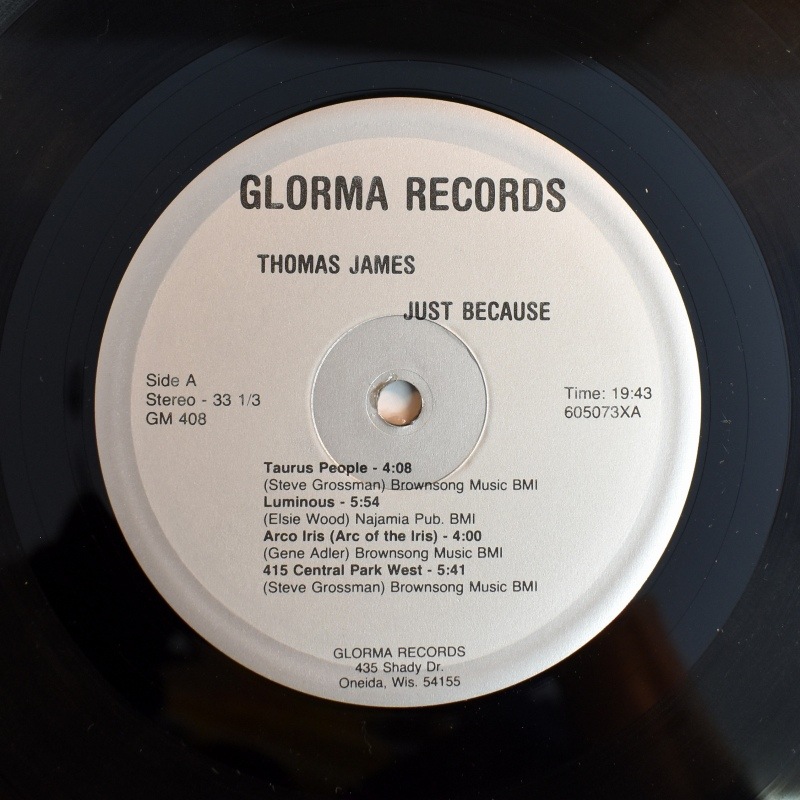 GLORMA RECORDS
THOMAS JAMES
JUST BECAUSE
Side A
Stereo - 33 1/3
GM 408
Time: 19:43
605073XA
Taurus People - 4:08
(Steve Grossman) Brownsong Music BMI
Luminous - 5:54
(Elsie Wood) Najamia Pub. BMI
Arco Iris (Arc of the Iris) - 4:00
(Gene Adler) Brownsong Music BMI
415 Central Park West - 5:41
(Steve Grossman) Brownsong Music BMI
GLORMA RECORDS
435 Shady Dr.
Oneida, Wis. 54155